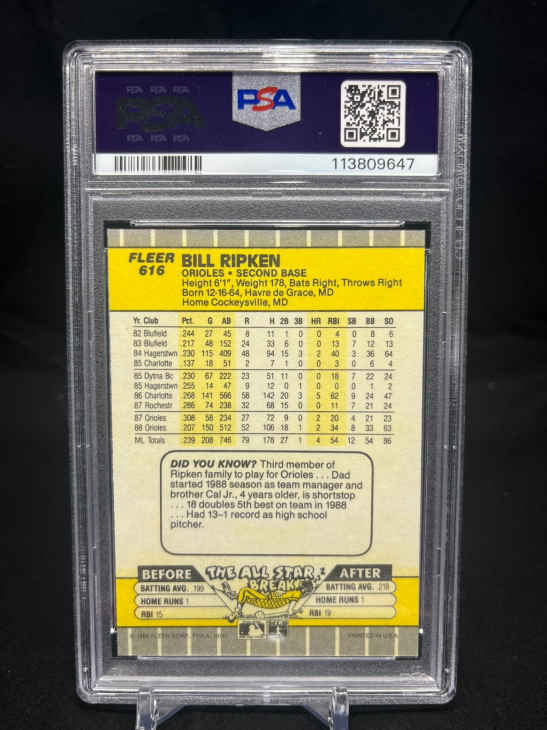 PSA PSA PSA
PSA
PSA
PSA PSA PSA
113809647
FLEER
616
BILL RIPKEN
ORIOLES • SECOND BASE
Height 6'1", Weight 178, Bats Right, Throws Right
Born 12-16-64, Havre de Grace, MD
Home Cockeysville, MD
Yr. Club Pct. G AB R H 2B 3B HR RBI SB BB SO
82 Blufield .244 27 45 8 11 1 0 0 4 0 8 6
83 Blufield .217 48 152 24 33 6 0 0 13 7 12 13
84 Hagerstwn .230 115 409 48 94 15 3 2 40 3 36 64
85 Charlotte .137 18 51 2 7 1 0 0 3 0 6 4
85 Dytna Bc .230 67 222 23 51 11 0 0 18 7 22 24
85 Hagerstwn .255 14 47 9 12 0 1 0 0 0 1 2
86 Charlotte .268 141 566 58 142 20 3 5 62 9 24 47
87 Rochestr .286 74 238 32 68 15 0 0 11 7 21 24
87 Orioles .308 58 234 27 72 9 0 2 20 4 21 23
88 Orioles .207 150 512 52 106 18 1 2 34 8 33 63
ML Totals .239 208 746 79 178 27 1 4 54 12 54 86
DID YOU KNOW? Third member of
Ripken family to play for Orioles . . . Dad
started 1988 season as team manager and
brother Cal Jr., 4 years older, is shortstop
. . . 18 doubles 5th best on team in 1988
. . . Had 13–1 record as high school
pitcher.
BEFORE THE ALL STAR BREAK AFTER
BATTING AVG. .199 BATTING AVG. .218
HOME RUNS 1 HOME RUNS 1
RBI 15 RBI 19
PRINTED IN U.S.A.